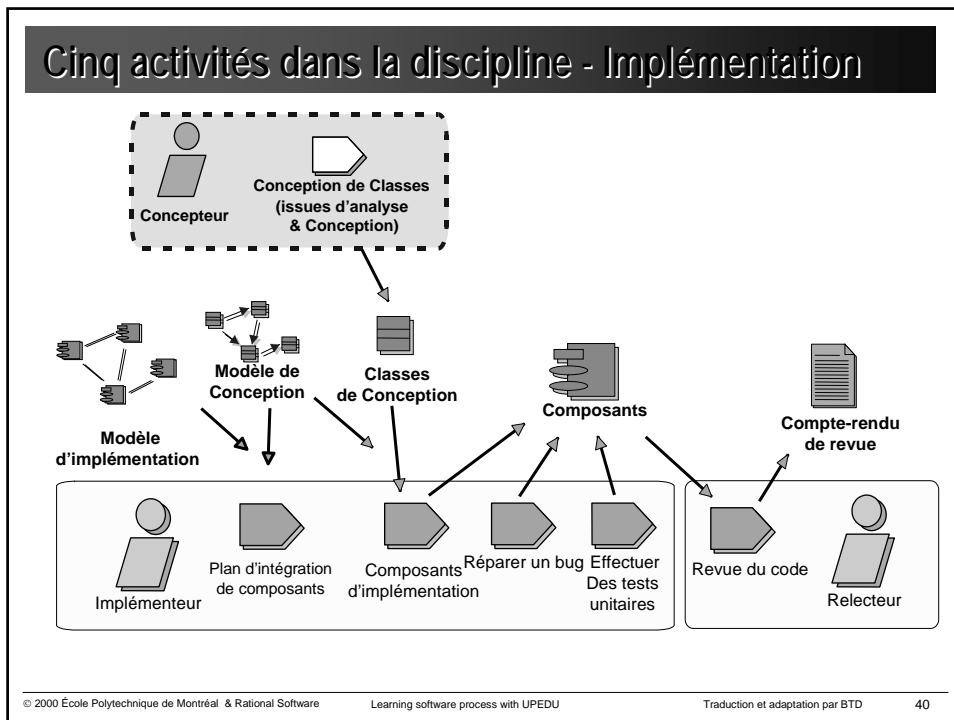 Cinq activités dans la discipline - Implémentation
Concepteur
Conception de Classes
(issues d'analyse
& Conception)
Modèle de
Conception
Classes
de Conception
Composants
Compte-rendu
de revue
Modèle
d'implémentation
Implémenteur
Plan d'intégration
de composants
Composants
d'implémentation
Réparer un bug
Effectuer
Des tests
unitaires
Revue du code
Relecteur
© 2000 École Polytechnique de Montréal & Rational Software
Learning software process with UPEDU
Traduction et adaptation par BTD
40